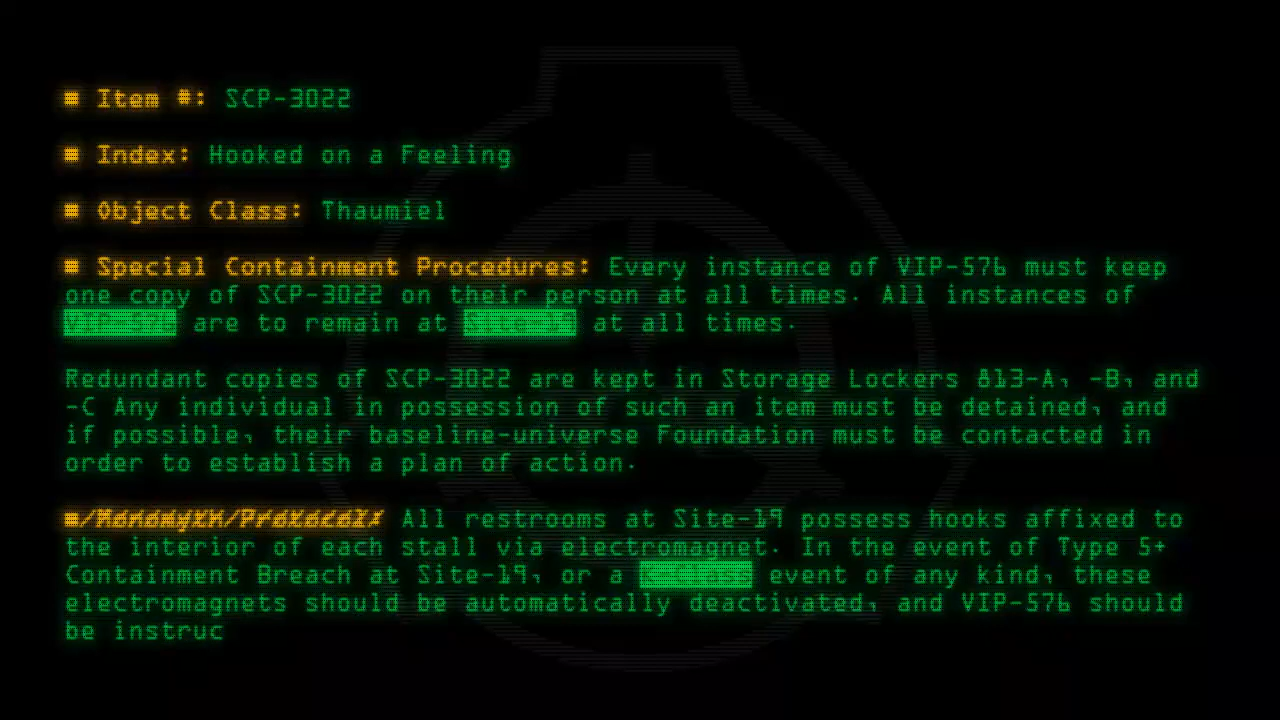 ■ Item #: SCP-3022
■ Index: Hooked on a Feeling
■ Object Class: Thaumiel
■ Special Containment Procedures: Every instance of VIP-576 must keep
one copy of SCP-3022 on their person at all times. All instances of
are to remain at at all times.
Redundant copies of SCP-3022 are kept in Storage Lockers 813-A, -B, and
-C Any individual in possession of such an item must be detained, and
if possible, their baseline-universe Foundation must be contacted in
order to establish a plan of action.
All restrooms at Site-19 possess hooks affixed to
the interior of each stall via electromagnet. In the event of Type 5+
Containment Breach at Site-19, or a event of any kind, these
electromagnets should be automatically deactivated, and VIP-576 should
be instruc